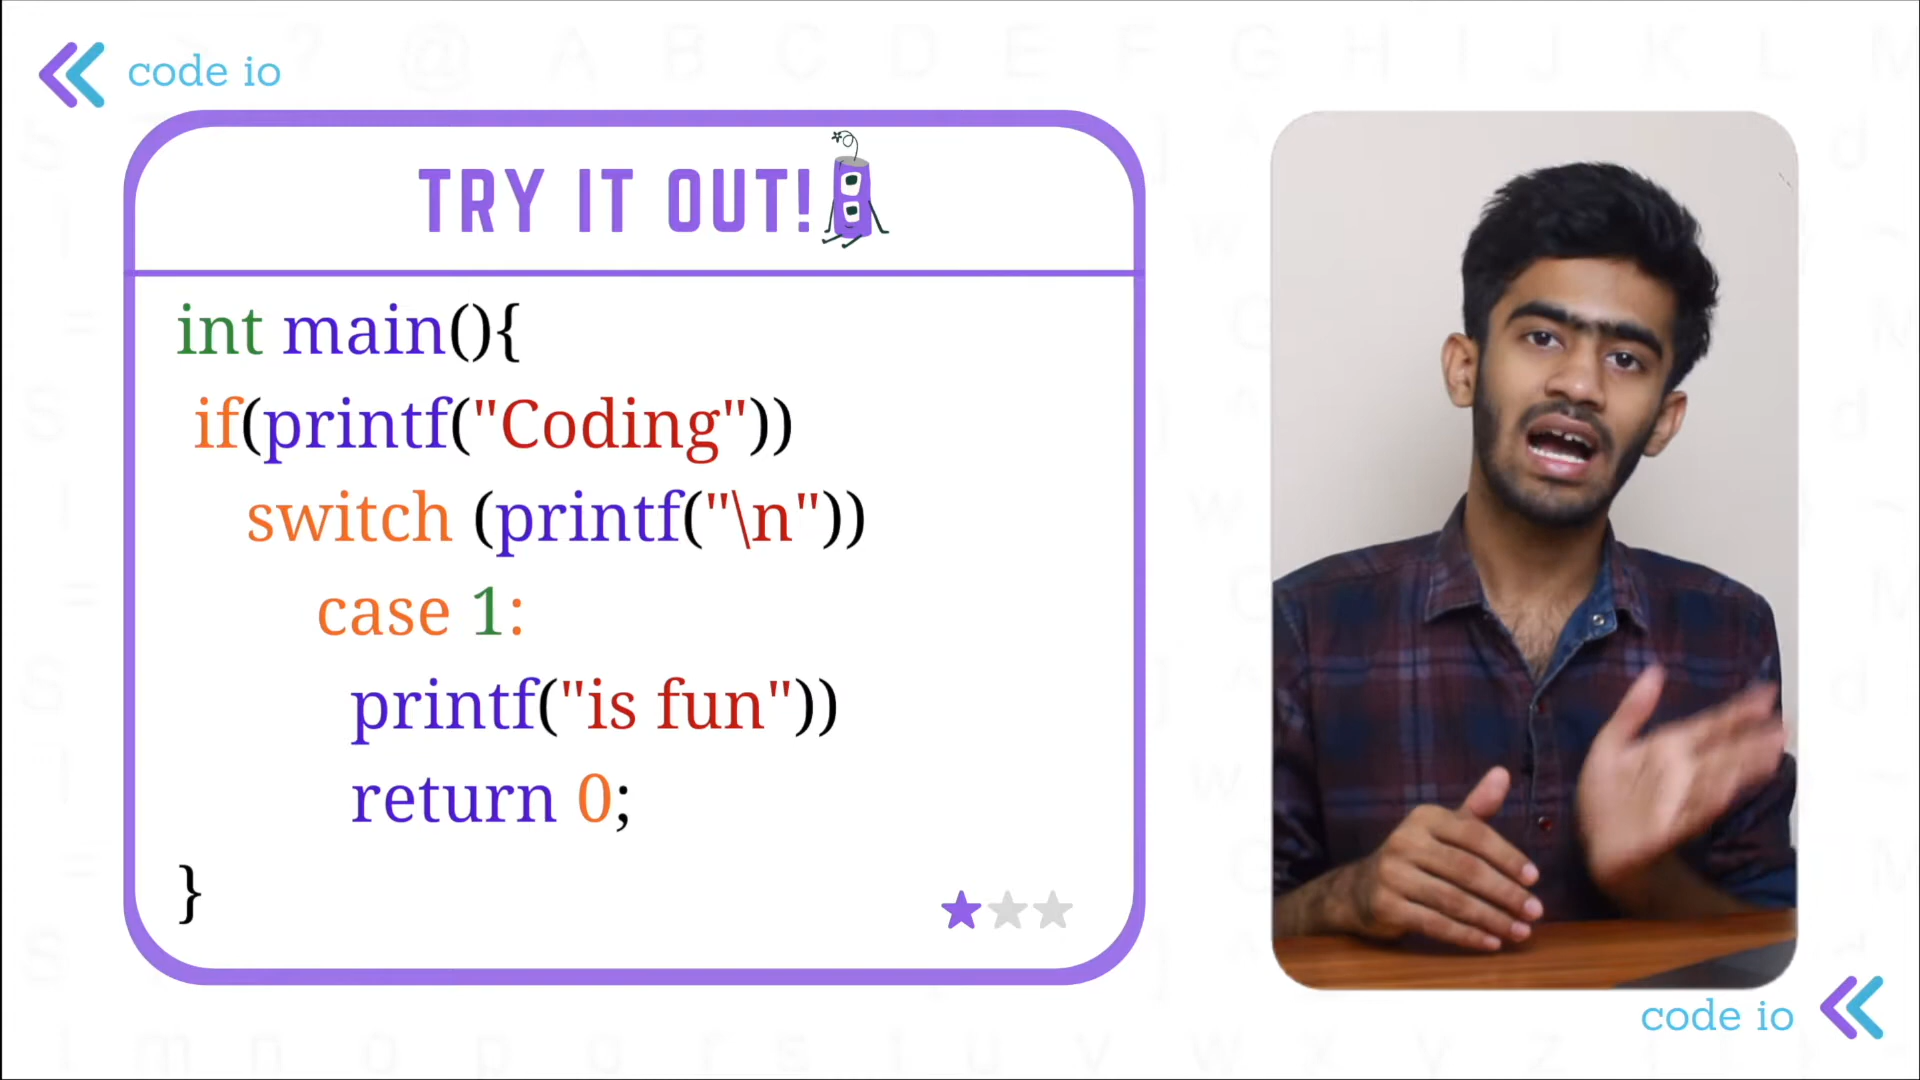 code io
TRY IT OUT!
int main(){
if(printf("Coding"))
switch (printf("\n"))
case 1:
printf("is fun"))
return 0;
}
code io